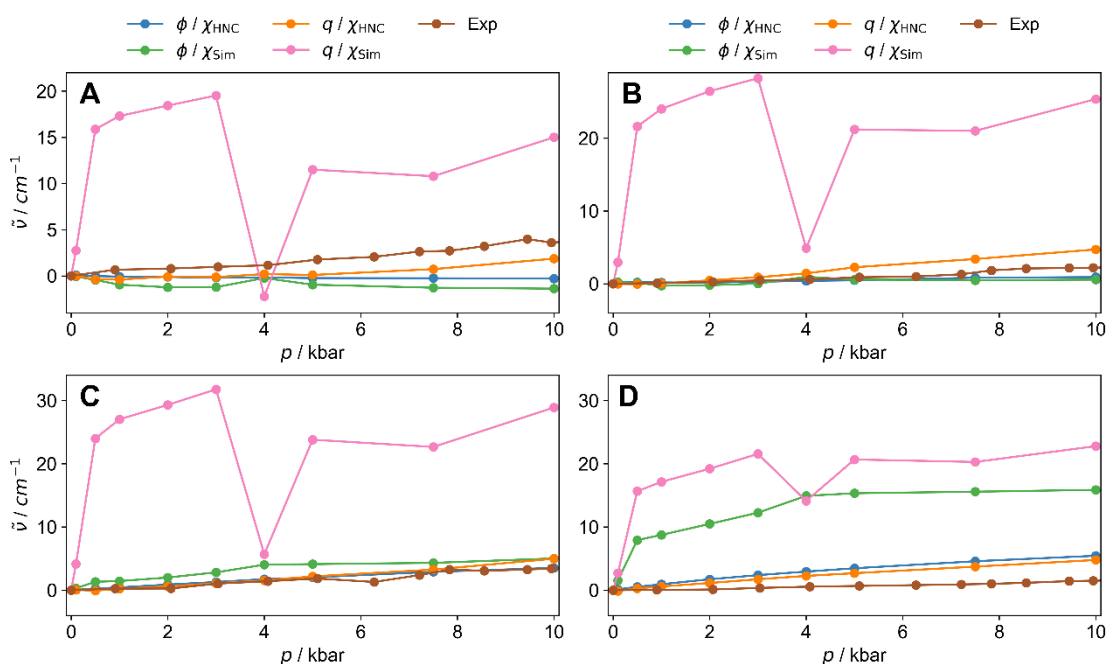 ϕ / χHNC q / χHNC Exp
ϕ / χSim q / χSim
A
20
15
10
5
0
ν̃ / cm⁻¹
0 2 4 6 8 10
p / kbar
B
20
10
0
0 2 4 6 8 10
p / kbar
ϕ / χHNC q / χHNC Exp
ϕ / χSim q / χSim
C
30
20
10
0
ν̃ / cm⁻¹
0 2 4 6 8 10
p / kbar
D
30
20
10
0
0 2 4 6 8 10
p / kbar